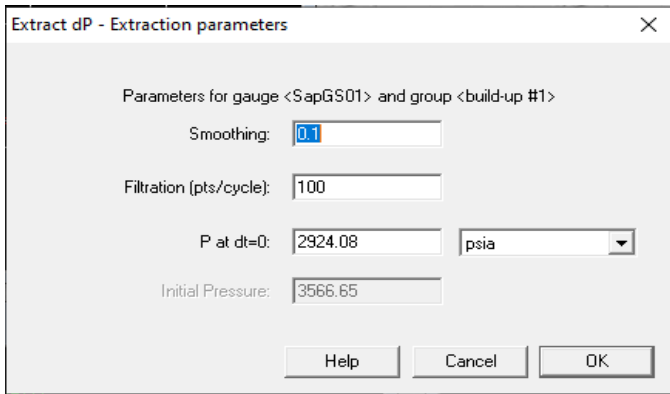 Extract dP - Extraction parameters
Parameters for gauge <SapGS01> and group <build-up #1>
Smoothing: 0.1
Filtration (pts/cycle): 100
P at dt=0: 2924.08 psia
Initial Pressure: 3566.65
Help Cancel OK